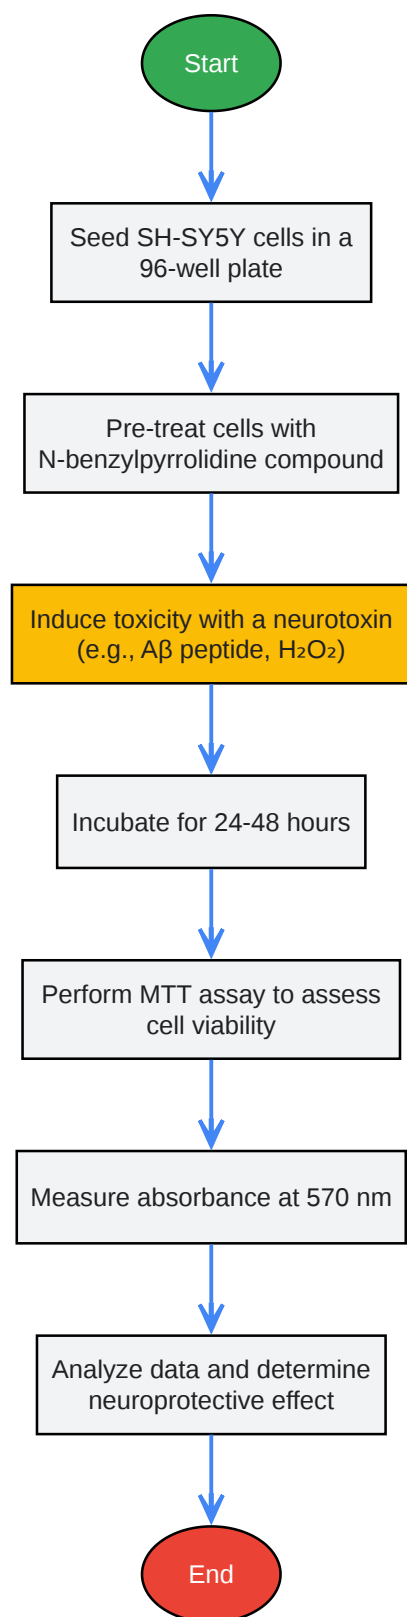 Start
Seed SH-SY5Y cells in a
96-well plate
Pre-treat cells with
N-benzylpyrrolidine compound
Induce toxicity with a neurotoxin
(e.g., Aβ peptide, H₂O₂)
Incubate for 24-48 hours
Perform MTT assay to assess
cell viability
Measure absorbance at 570 nm
Analyze data and determine
neuroprotective effect
End